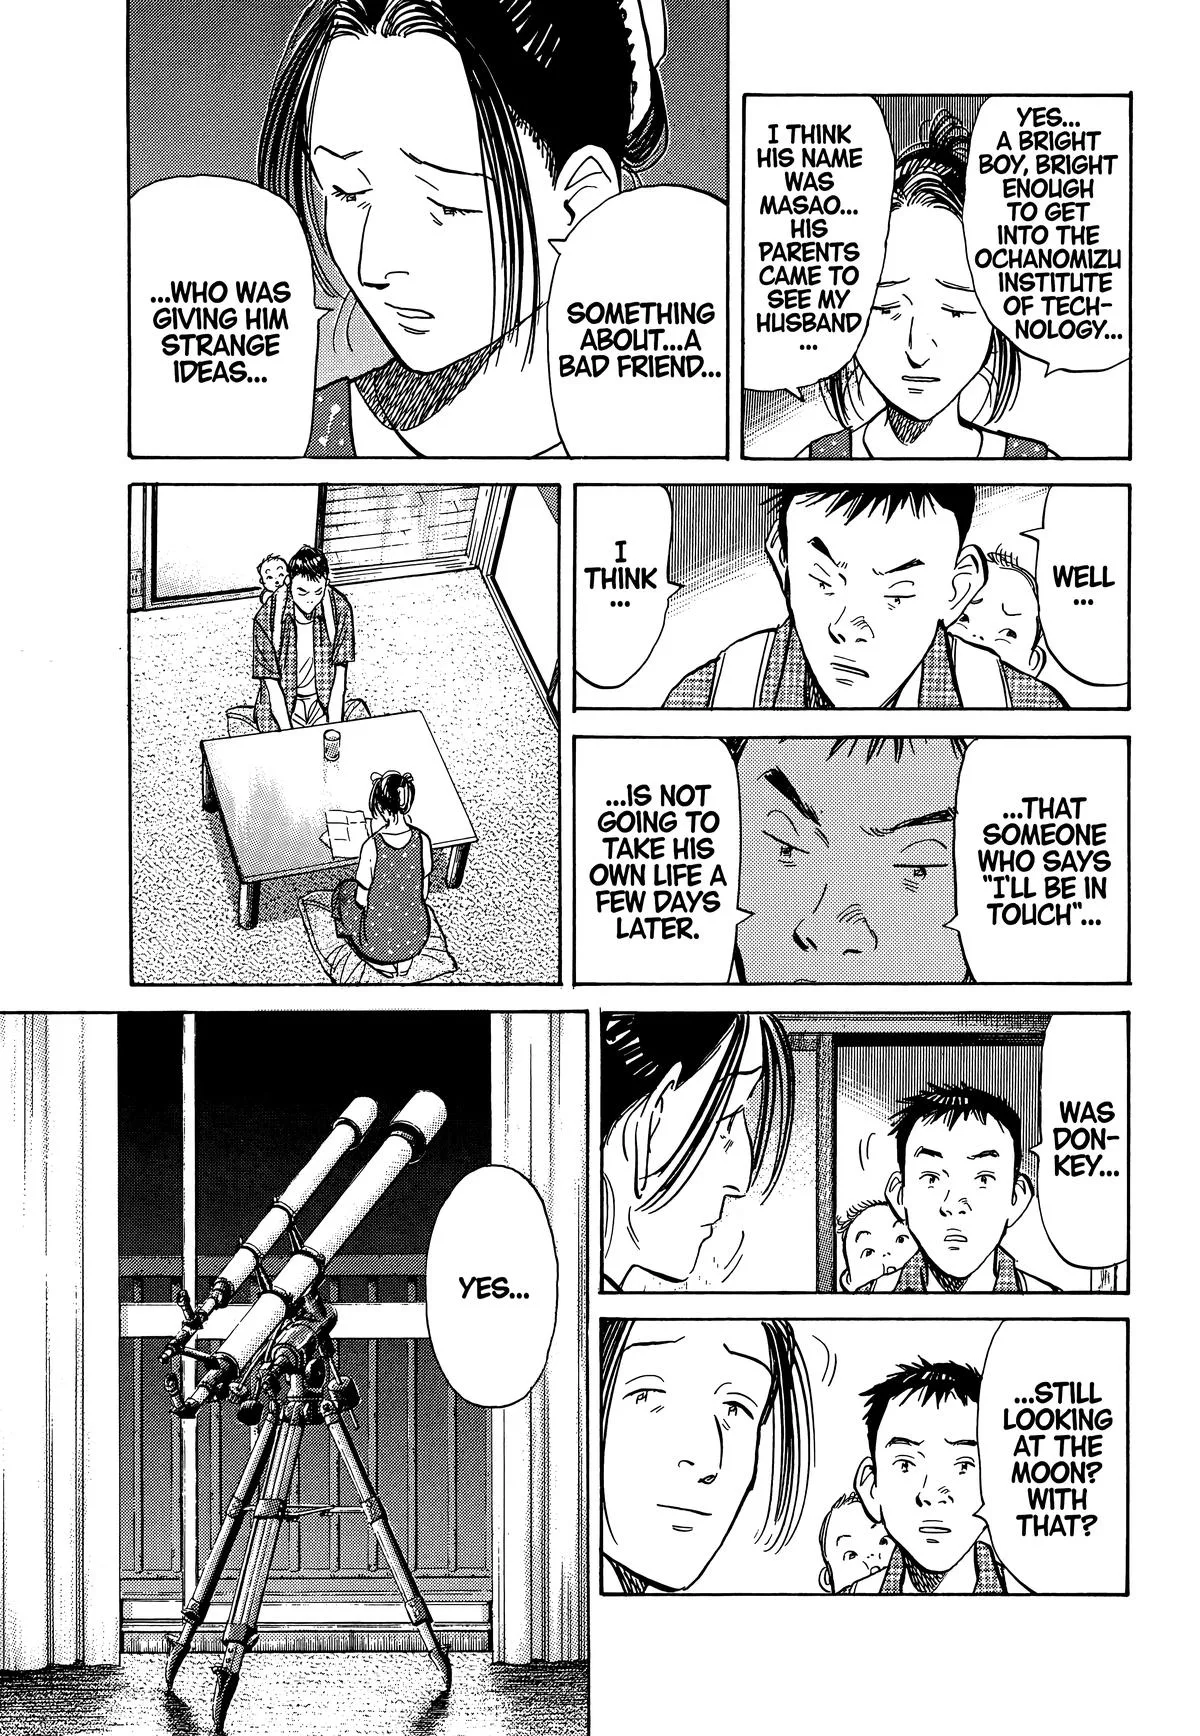 YES...
A BRIGHT
BOY, BRIGHT
ENOUGH
TO GET
INTO THE
OCHANOMIZU
INSTITUTE
OF TECH-
NOLOGY...
I THINK
HIS NAME
WAS
MASAO...
HIS
PARENTS
CAME TO
SEE MY
HUSBAND
...
SOMETHING
ABOUT...A
BAD FRIEND...
...WHO WAS
GIVING HIM
STRANGE
IDEAS...
WELL
...
I
THINK
...
...THAT
SOMEONE
WHO SAYS
"I'LL BE IN
TOUCH"...
...IS NOT
GOING TO
TAKE HIS
OWN LIFE A
FEW DAYS
LATER.
WAS
DON-
KEY...
...STILL
LOOKING
AT THE
MOON?
WITH
THAT?
YES...